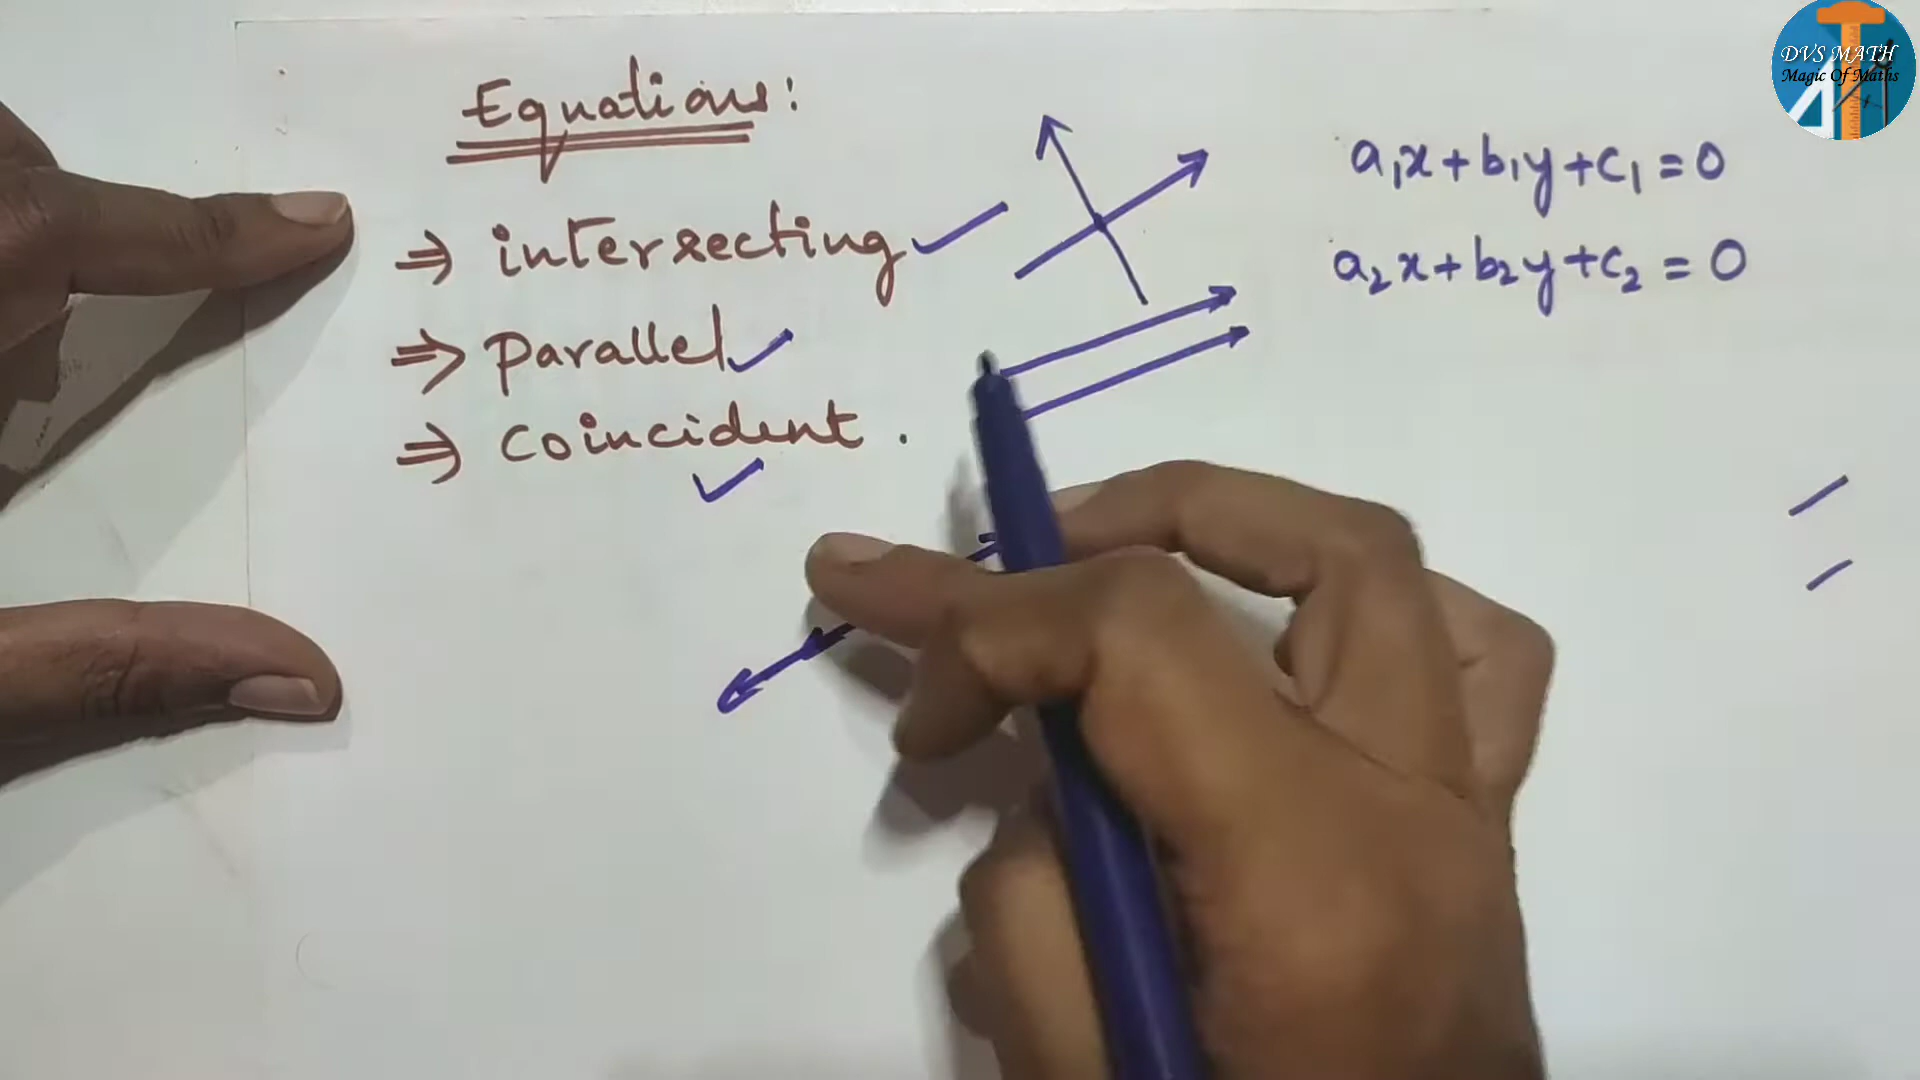 Equations:
⇒ intersecting ✓
⇒ parallel ✓
⇒ coincident .
✓
a₁x + b₁y + c₁ = 0
a₂x + b₂y + c₂ = 0
DVS MATH
Magic Of Maths